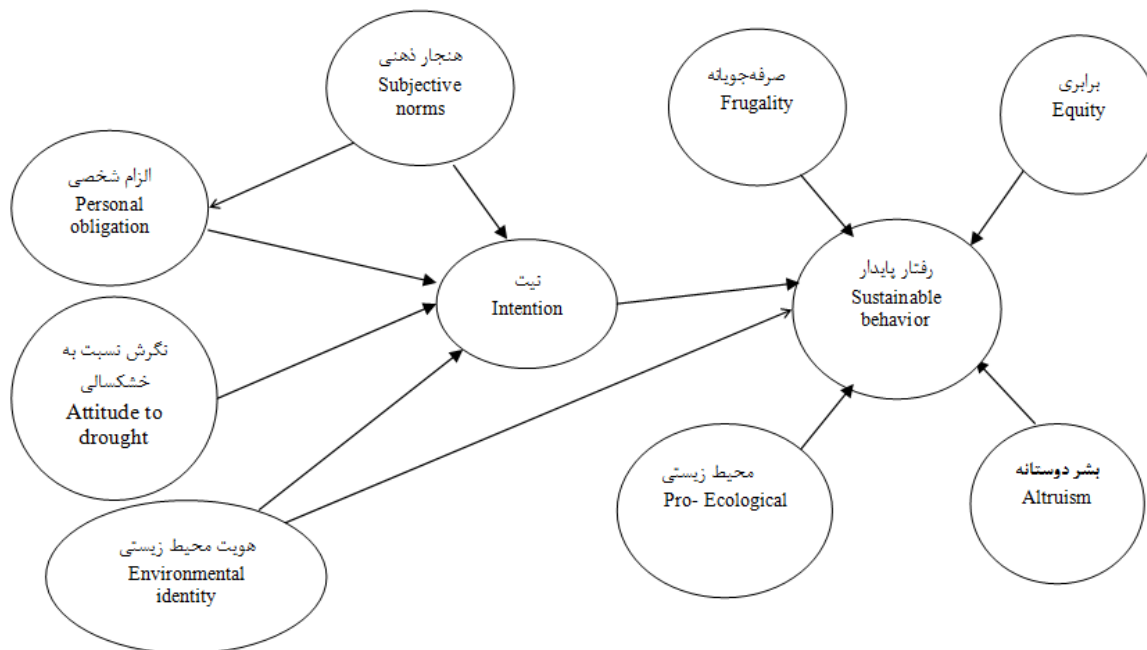 هنجار ذهنی
Subjective
norms
صرفه‌جویانه
Frugality
برابری
Equity
الزام شخصی
Personal
obligation
نیت
Intention
رفتار پایدار
Sustainable
behavior
نگرش نسبت به
خشکسالی
Attitude to
drought
محیط زیستی
Pro- Ecological
بشر دوستانه
Altruism
هویت محیط زیستی
Environmental
identity